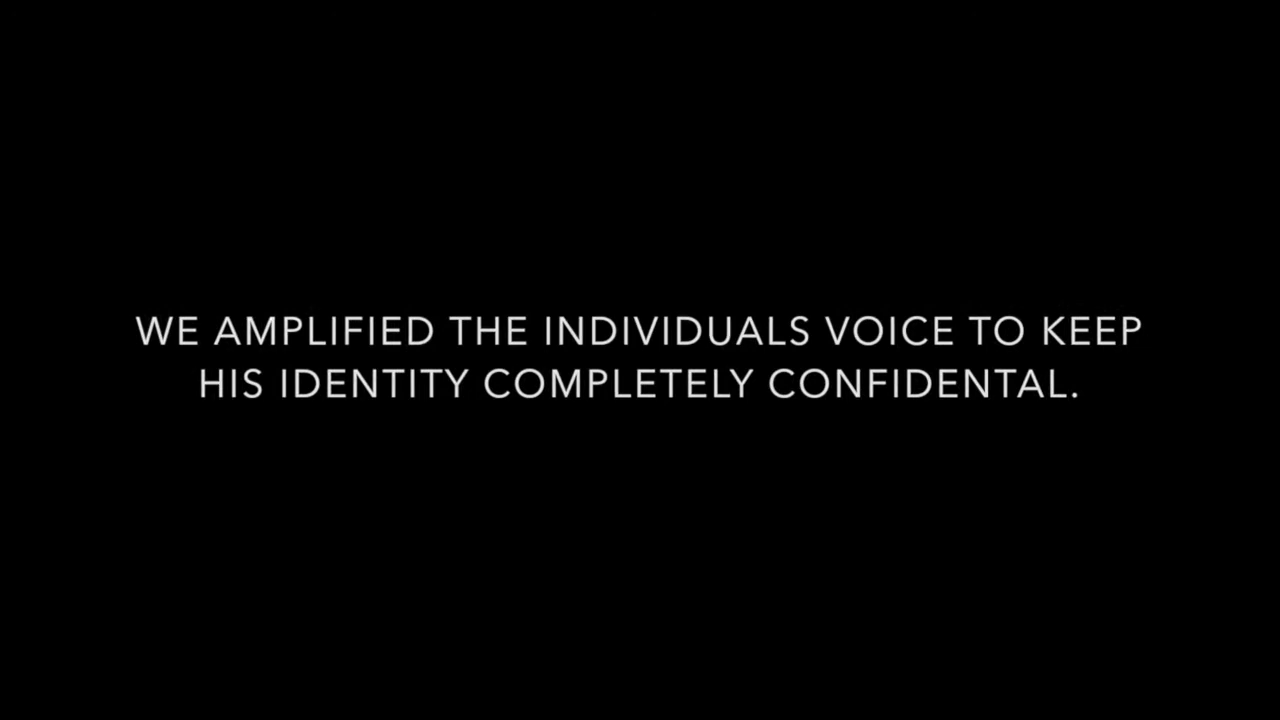 WE AMPLIFIED THE INDIVIDUALS VOICE TO KEEP
HIS IDENTITY COMPLETELY CONFIDENTAL.